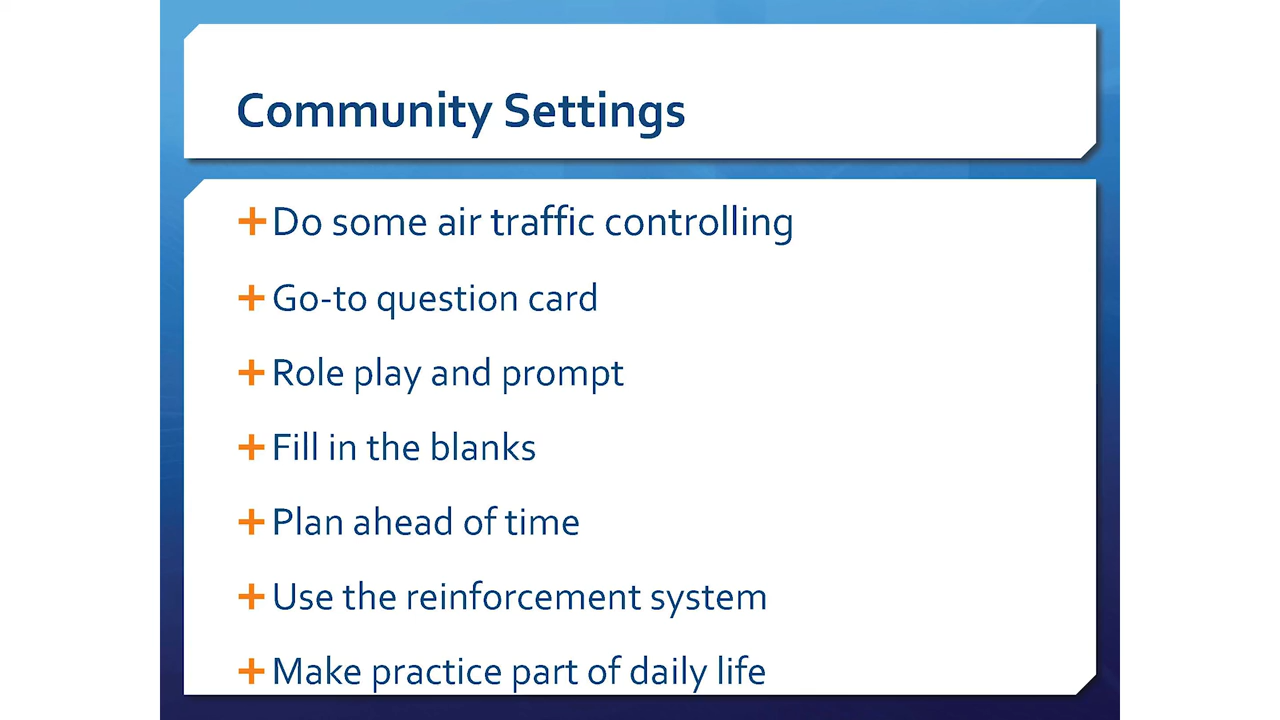 Community Settings
Do some air traffic controlling
Go-to question card
Role play and prompt
Fill in the blanks
Plan ahead of time
Use the reinforcement system
Make practice part of daily life